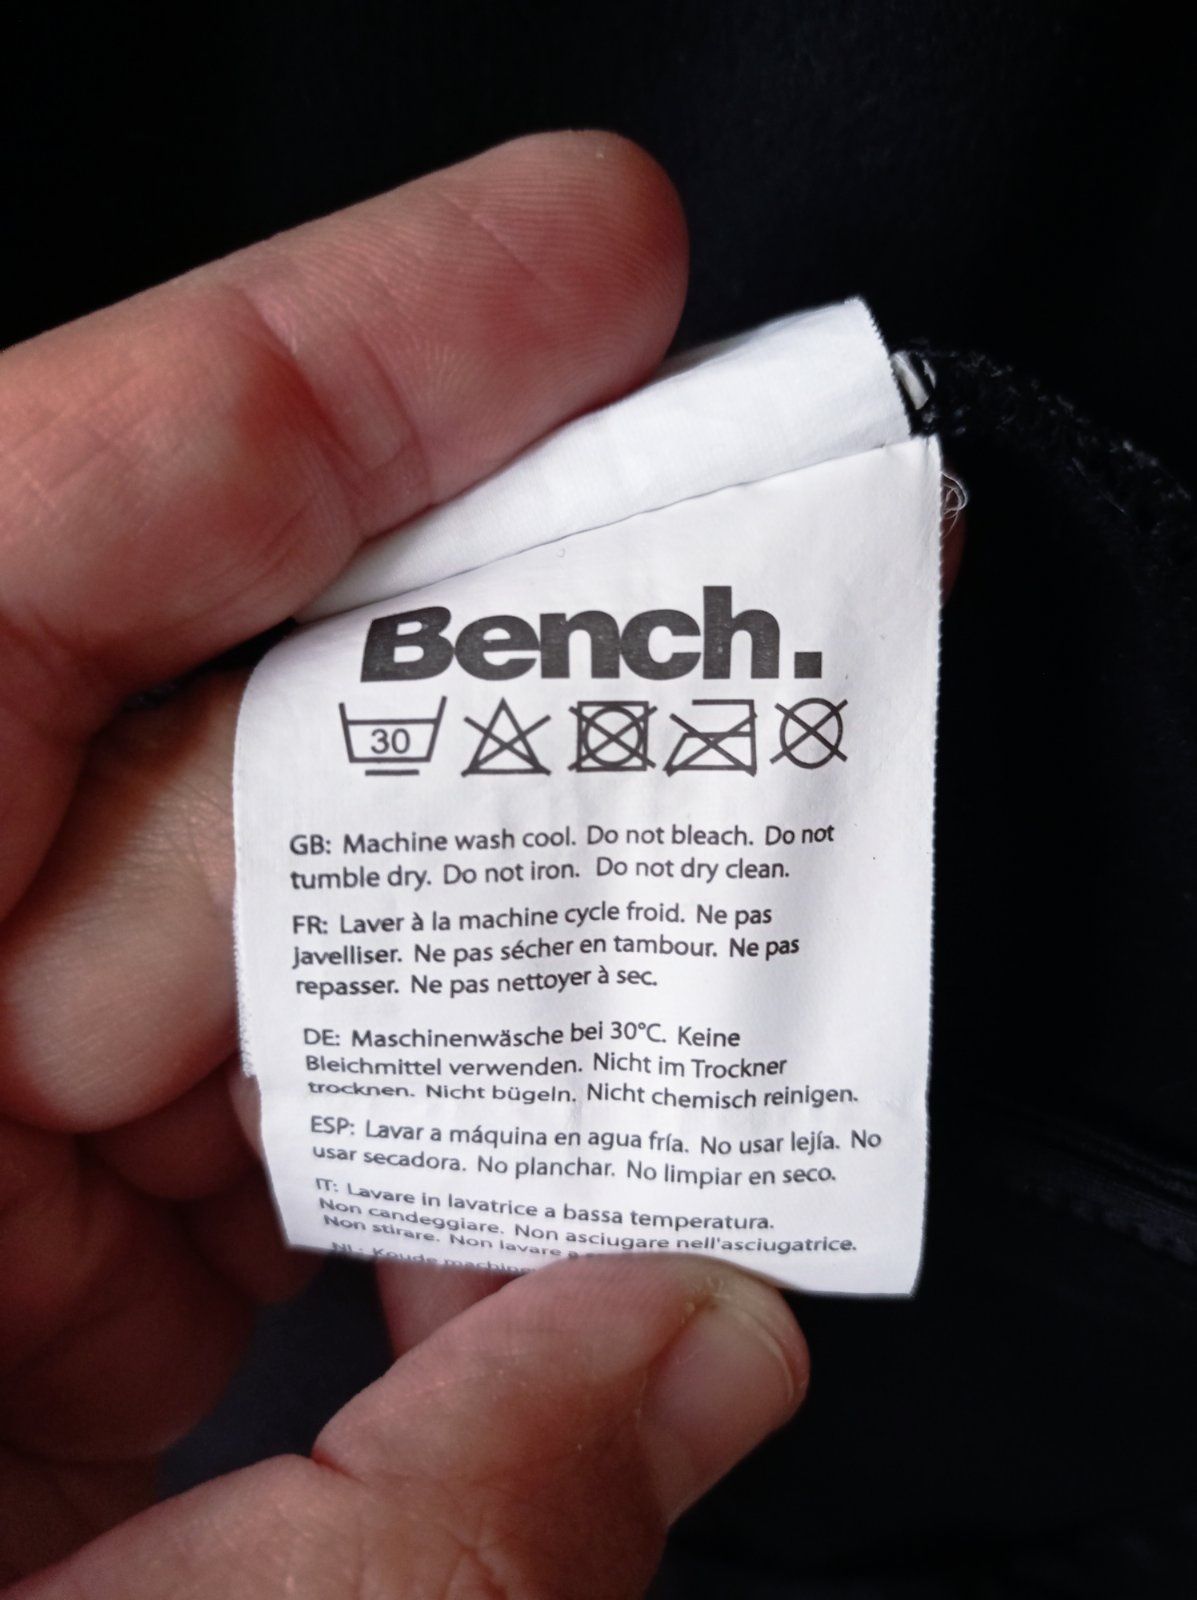 Bench.
30
GB: Machine wash cool. Do not bleach. Do not
tumble dry. Do not iron. Do not dry clean.
FR: Laver à la machine cycle froid. Ne pas
javelliser. Ne pas sécher en tambour. Ne pas
repasser. Ne pas nettoyer à sec.
DE: Maschinenwäsche bei 30°C. Keine
Bleichmittel verwenden. Nicht im Trockner
trocknen. Nicht bügeln. Nicht chemisch reinigen.
ESP: Lavar a máquina en agua fría. No usar lejía. No
usar secadora. No planchar. No limpiar en seco.
IT: Lavare in lavatrice a bassa temperatura.
Non candeggiare. Non asciugare nell'asciugatrice.
Non stirare. Non lavare a
NL: Koude